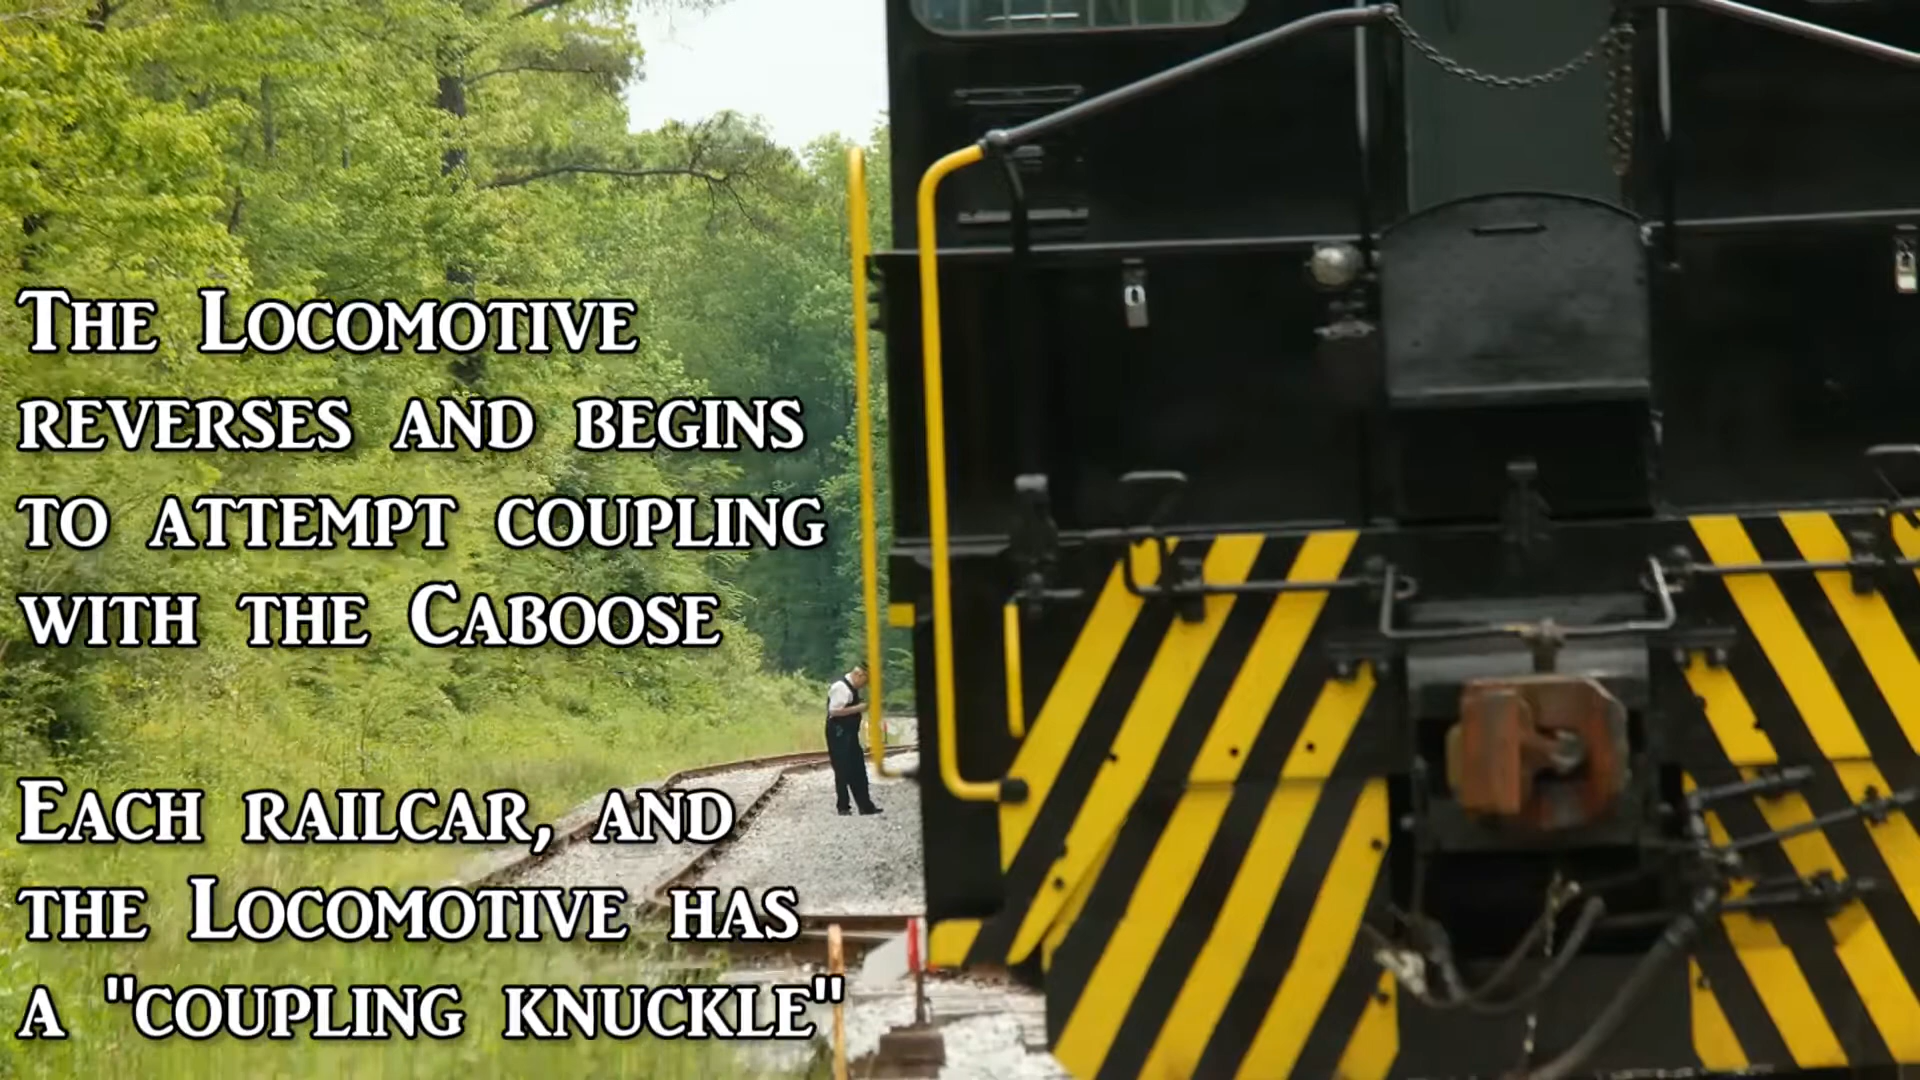 The Locomotive
reverses and begins
to attempt coupling
with the Caboose
Each railcar, and
the Locomotive has
a "coupling knuckle"